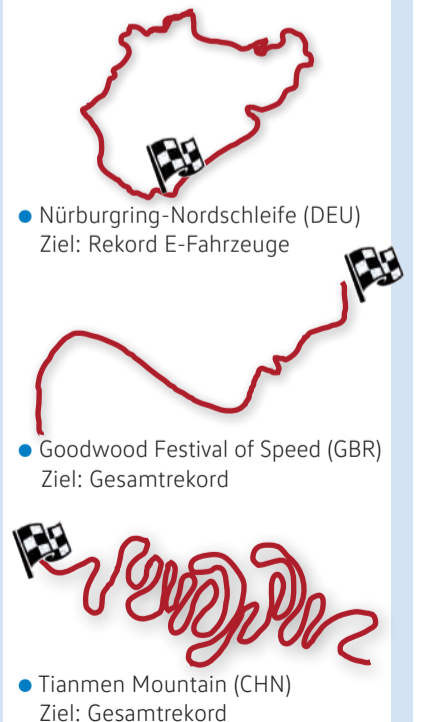 ● Nürburgring-Nordschleife (DEU)
Ziel: Rekord E-Fahrzeuge
● Goodwood Festival of Speed (GBR)
Ziel: Gesamtrekord
● Tianmen Mountain (CHN)
Ziel: Gesamtrekord